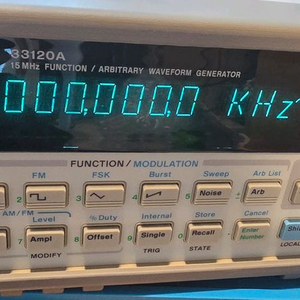 33120A
15 MHz FUNCTION / ARBITRARY WAVEFORM GENERATOR
000,000,0 KHz
FUNCTION / MODULATION
FM FSK Burst Sweep Arb List
2 3 4 5 Noise Arb
AM/FM Level % Duty Internal Store Cancel
7 Ampl 8 Offset 9 Single 0 Recall Enter Number
MODIFY TRIG STATE LOCAL